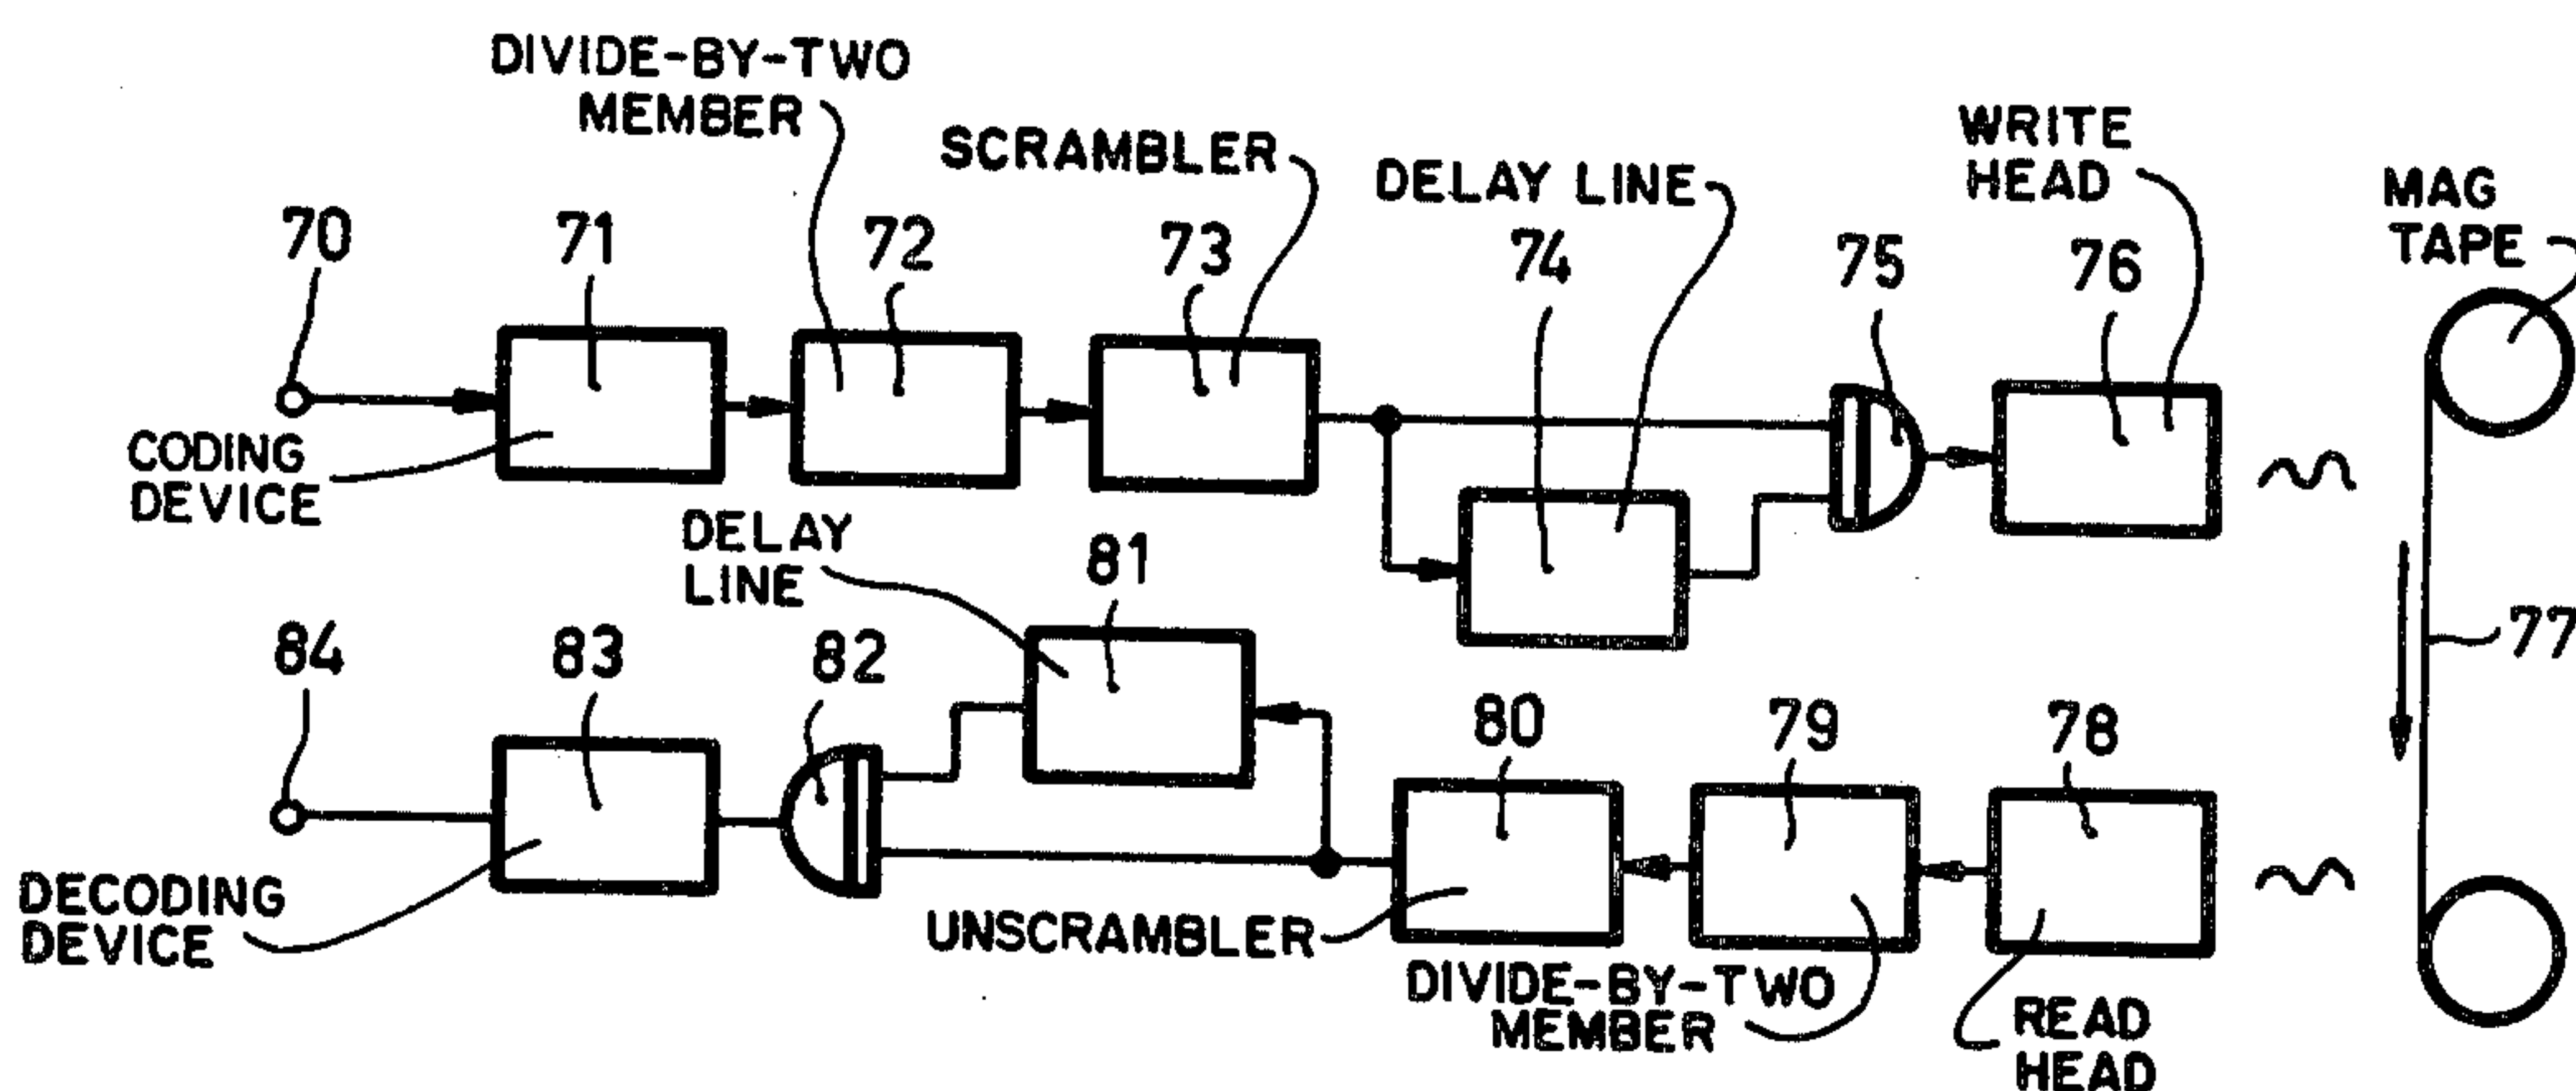 DIVIDE-BY-TWO
MEMBER
SCRAMBLER
DELAY LINE
WRITE
HEAD
MAG
TAPE
70
71
72
73
74
75
76
CODING
DEVICE
DELAY
LINE
81
77
84
83
82
80
79
78
DECODING
DEVICE
UNSCRAMBLER
DIVIDE-BY-TWO
MEMBER
READ
HEAD